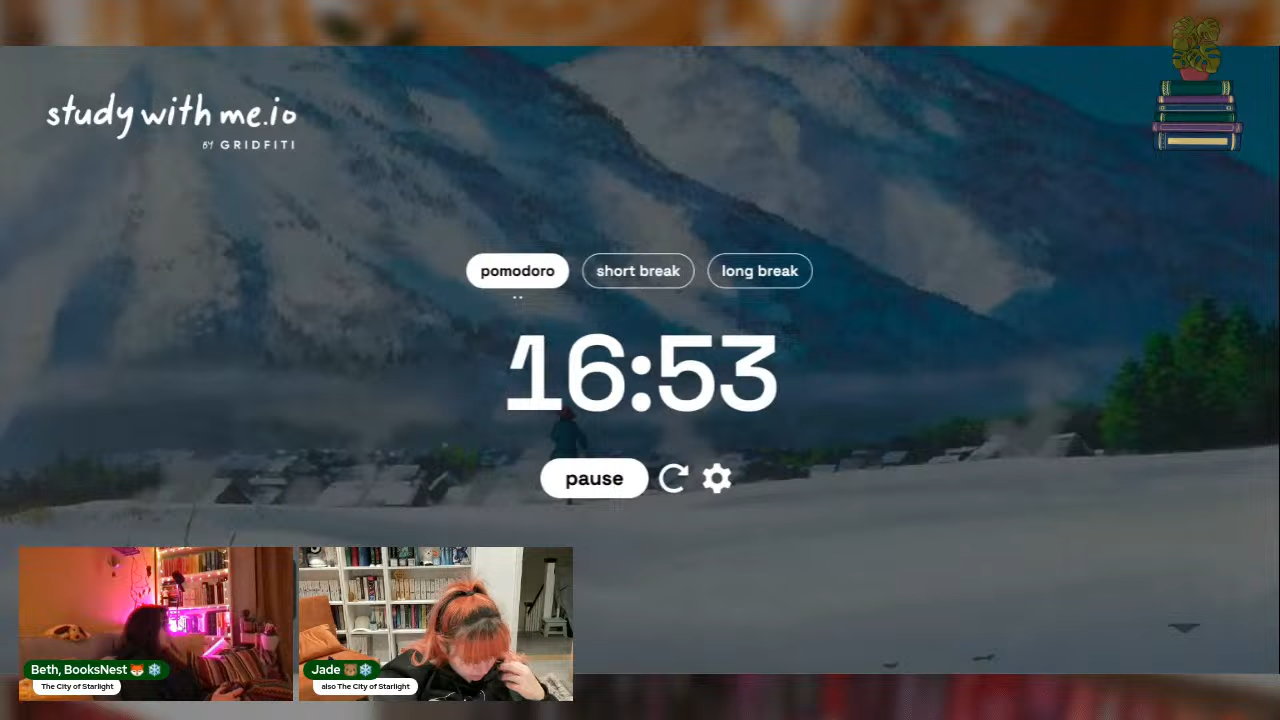 study with me.io
BY GRIDFITI
pomodoro
short break
long break
16:53
pause
Beth, BooksNest 🦊 ❄️
The City of Starlight
Jade 🐻❄️
also The City of Starlight